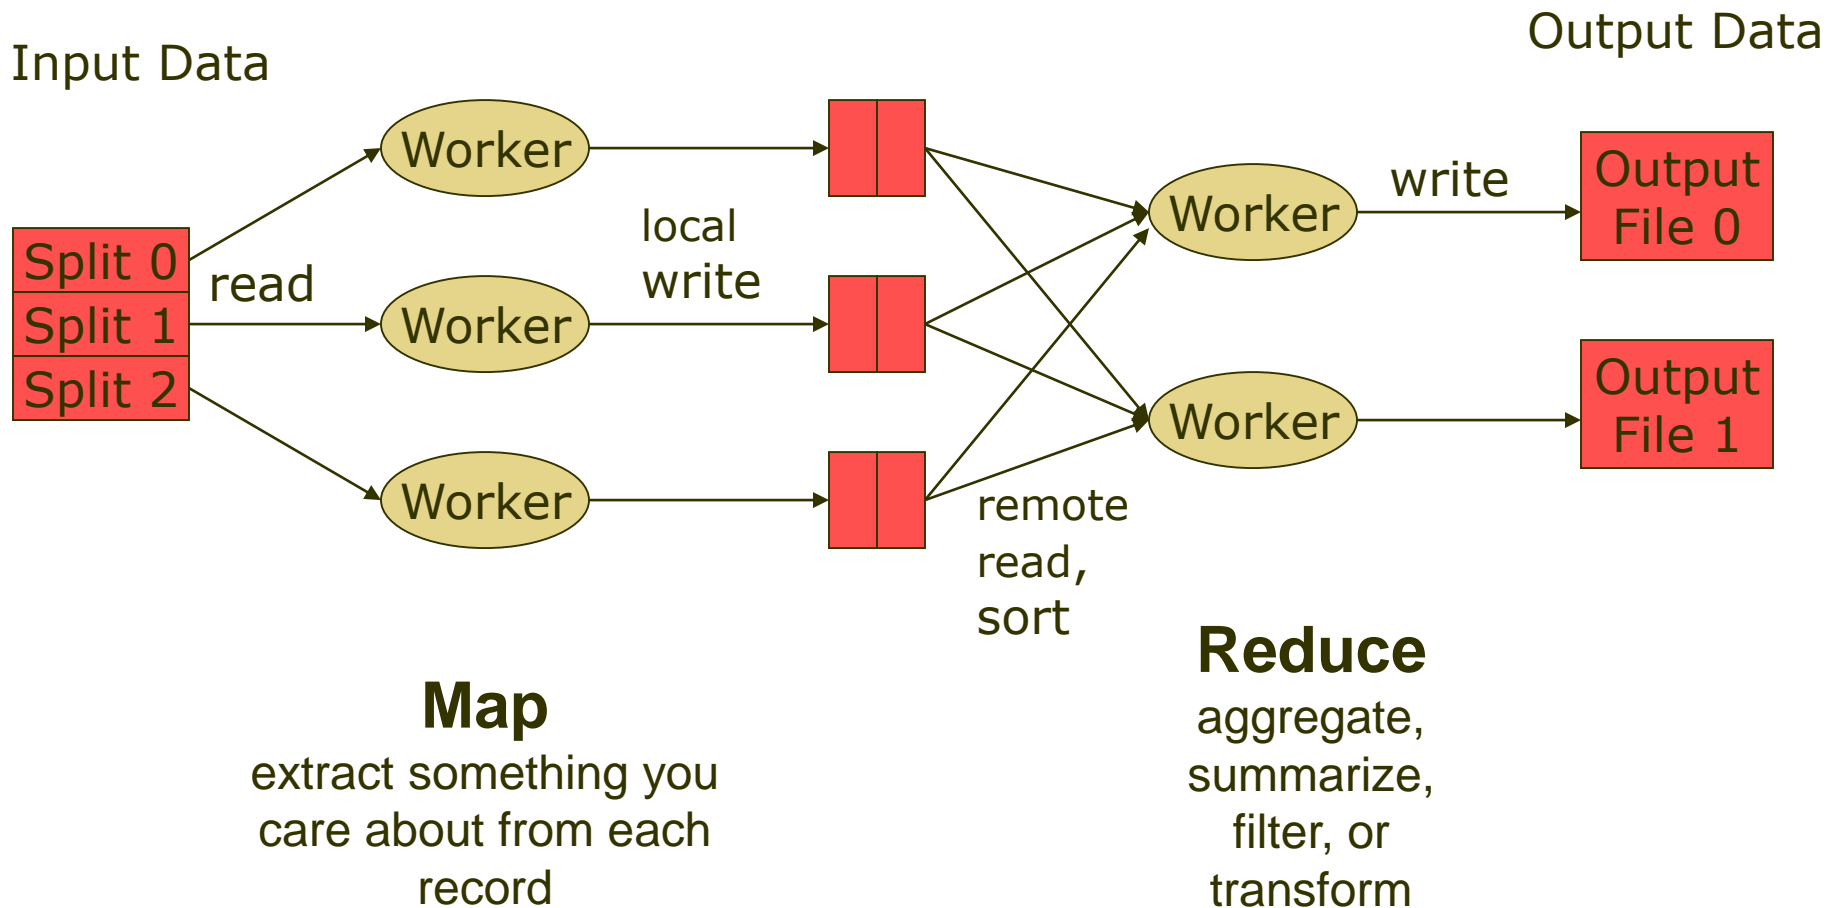 Input Data
Output Data
Split 0
Split 1
Split 2
read
Worker
Worker
Worker
local
write
remote
read,
sort
Worker
Worker
write
Output
File 0
Output
File 1
Map
extract something you
care about from each
record
Reduce
aggregate,
summarize,
filter, or
transform